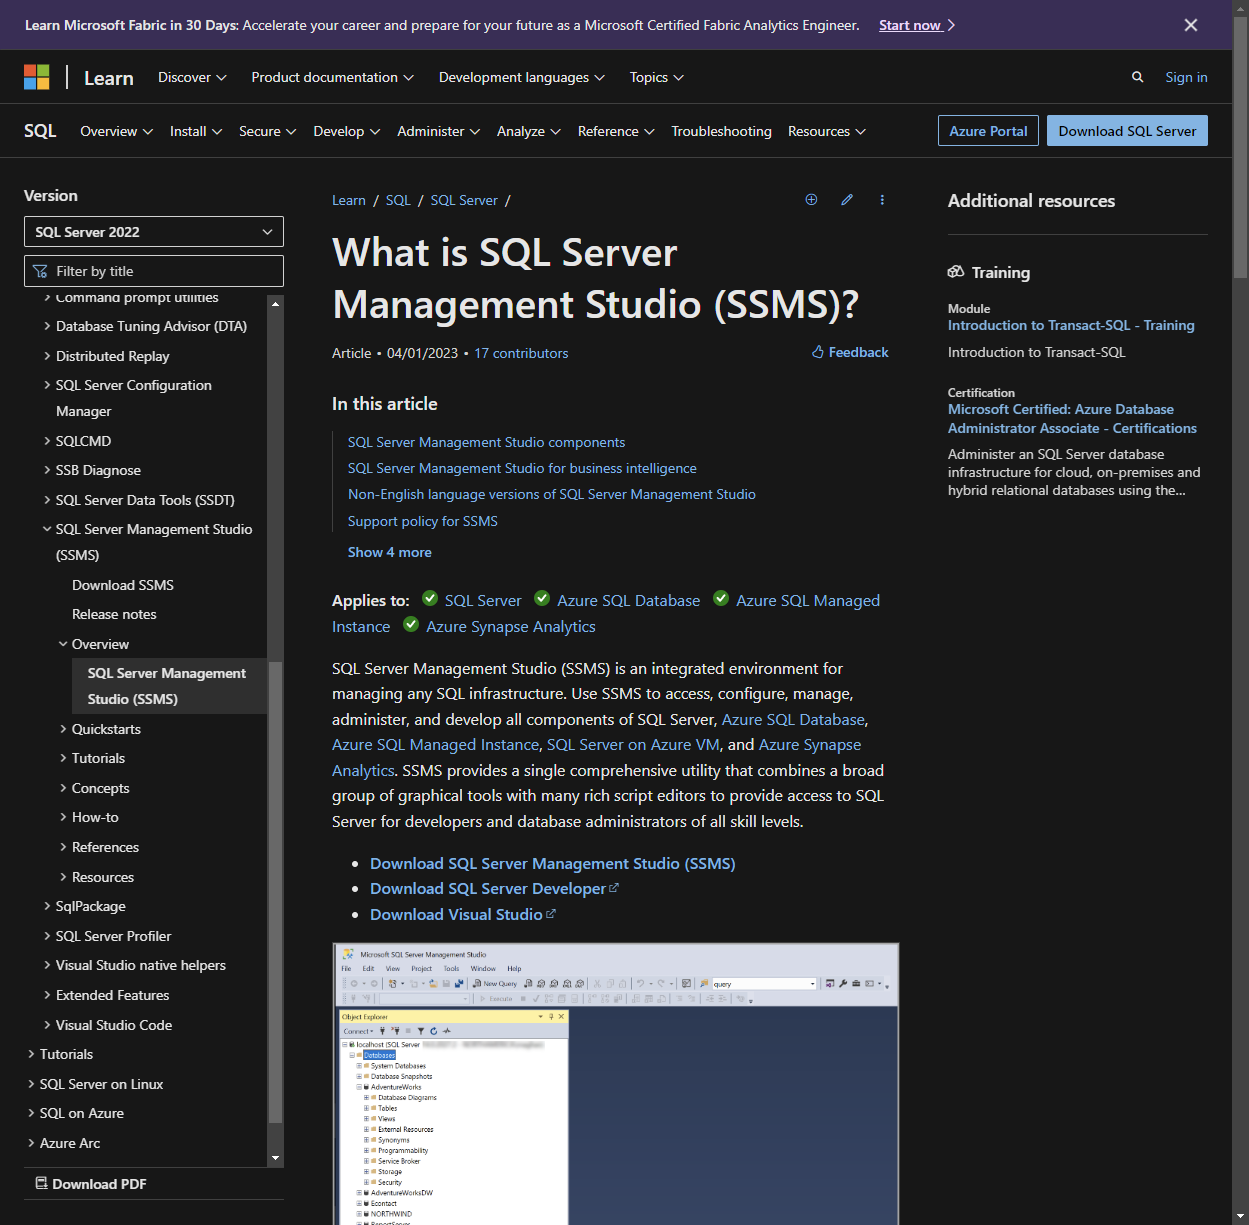 Learn Microsoft Fabric in 30 Days: Accelerate your career and prepare for your future as a Microsoft Certified Fabric Analytics Engineer. Start now
Learn Discover Product documentation Development languages Topics Sign in
SQL Overview Install Secure Develop Administer Analyze Reference Troubleshooting Resources Azure Portal Download SQL Server
Version
SQL Server 2022
Filter by title
Command prompt utilities
Database Tuning Advisor (DTA)
Distributed Replay
SQL Server Configuration
Manager
SQLCMD
SSB Diagnose
SQL Server Data Tools (SSDT)
SQL Server Management Studio
(SSMS)
Download SSMS
Release notes
Overview
SQL Server Management
Studio (SSMS)
Quickstarts
Tutorials
Concepts
How-to
References
Resources
SqlPackage
SQL Server Profiler
Visual Studio native helpers
Extended Features
Visual Studio Code
Tutorials
SQL Server on Linux
SQL on Azure
Azure Arc
Download PDF
Learn / SQL / SQL Server /
What is SQL Server
Management Studio (SSMS)?
Article • 04/01/2023 • 17 contributors
Feedback
In this article
SQL Server Management Studio components
SQL Server Management Studio for business intelligence
Non-English language versions of SQL Server Management Studio
Support policy for SSMS
Show 4 more
Applies to: SQL Server Azure SQL Database Azure SQL Managed
Instance Azure Synapse Analytics
SQL Server Management Studio (SSMS) is an integrated environment for
managing any SQL infrastructure. Use SSMS to access, configure, manage,
administer, and develop all components of SQL Server, Azure SQL Database,
Azure SQL Managed Instance, SQL Server on Azure VM, and Azure Synapse
Analytics. SSMS provides a single comprehensive utility that combines a broad
group of graphical tools with many rich script editors to provide access to SQL
Server for developers and database administrators of all skill levels.
• Download SQL Server Management Studio (SSMS)
• Download SQL Server Developer
• Download Visual Studio
Microsoft SQL Server Management Studio
File Edit View Project Tools Window Help
New Query query
Execute
Object Explorer
Connect
localhost (SQL Server
Databases
System Databases
Database Snapshots
AdventureWorks
Database Diagrams
Tables
Views
External Resources
Synonyms
Programmability
Service Broker
Storage
Security
AdventureWorksDW
Econtact
NORTHWIND
ReportServer
Additional resources
Training
Module
Introduction to Transact-SQL - Training
Introduction to Transact-SQL
Certification
Microsoft Certified: Azure Database
Administrator Associate - Certifications
Administer an SQL Server database
infrastructure for cloud, on-premises and
hybrid relational databases using the...